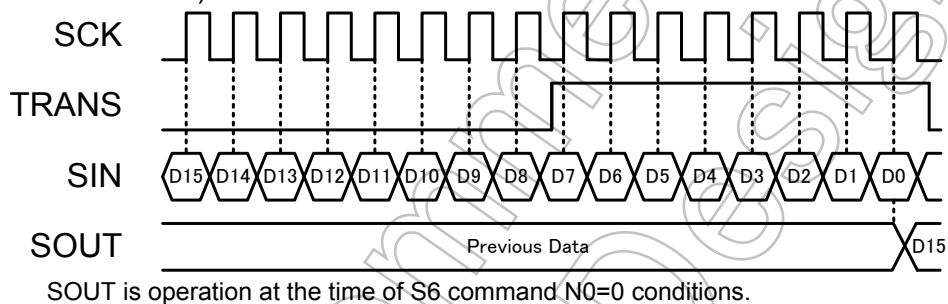 SCK
TRANS
SIN
D15 D14 D13 D12 D11 D10 D9 D8 D7 D6 D5 D4 D3 D2 D1 D0
SOUT
Previous Data
D15
SOUT is operation at the time of S6 command N0=0 conditions.